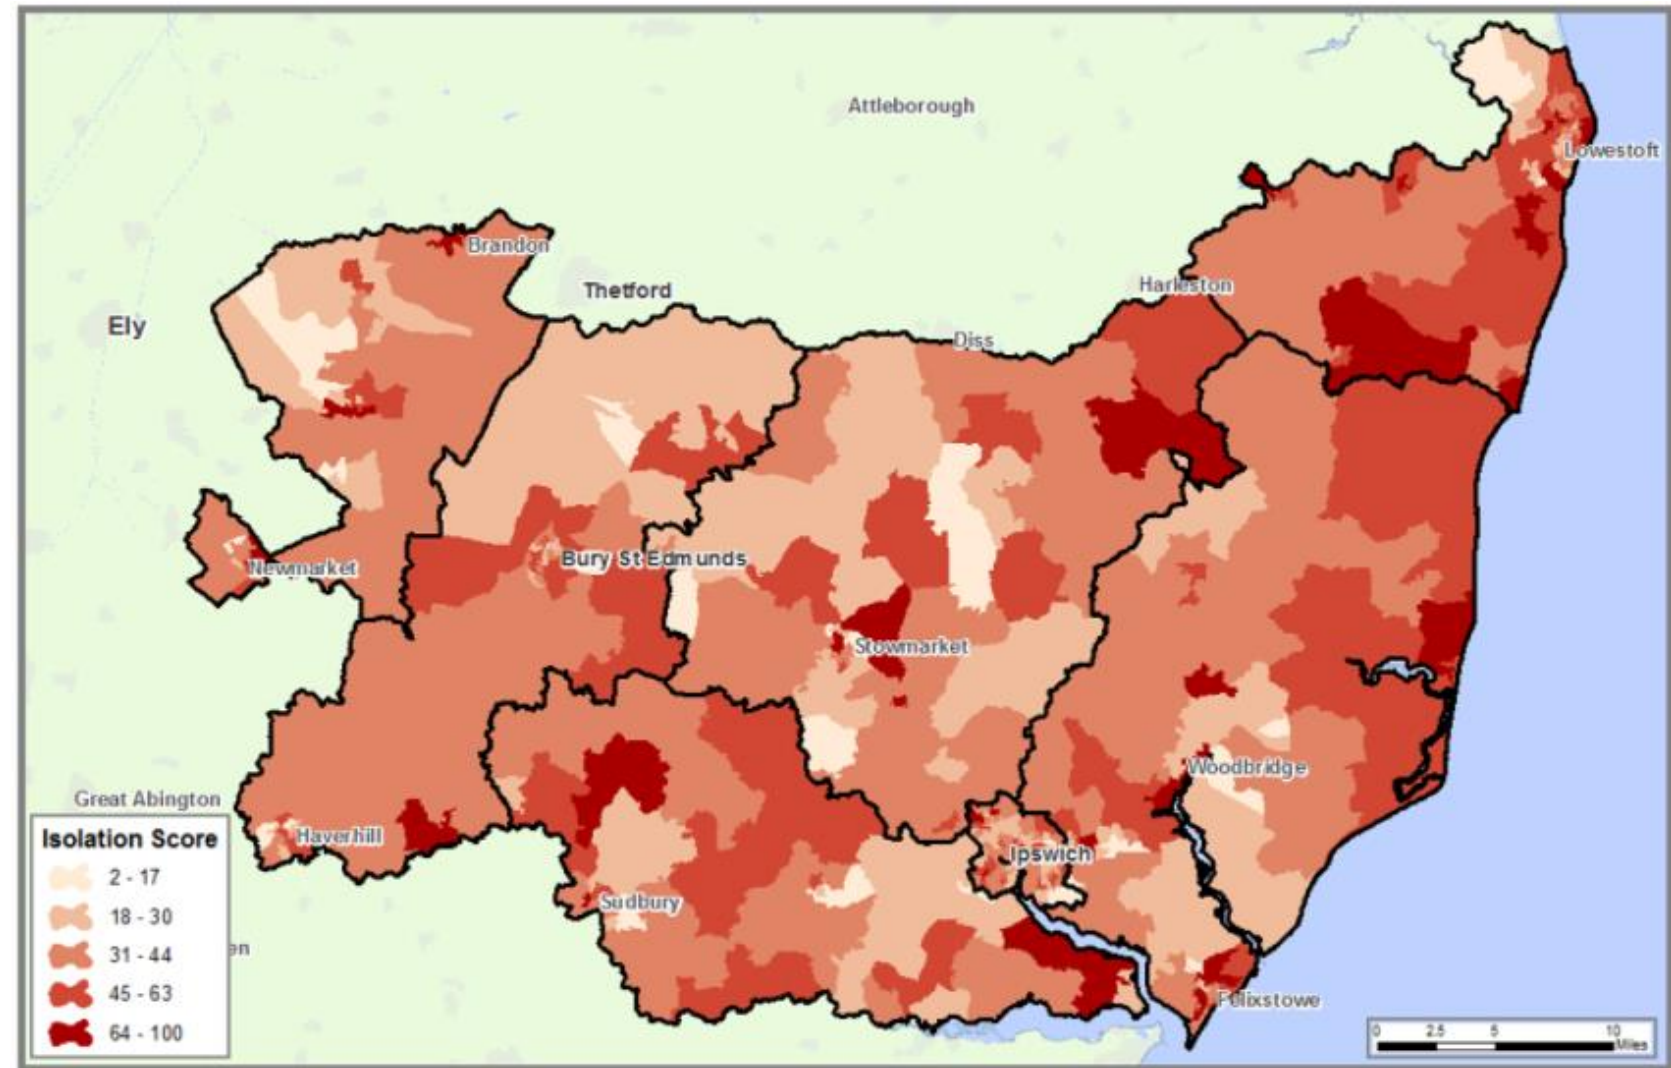 Attleborough
Lowestoft
Brandon
Thetford
Harleston
Ely
Diss
Bury St Edmunds
Newmarket
Stowmarket
Woodbridge
Great Abington
Haverhill
Ipswich
Sudbury
en
Felixstowe
Isolation Score
2 - 17
18 - 30
31 - 44
45 - 63
64 - 100
0 2.5 5 10
Miles